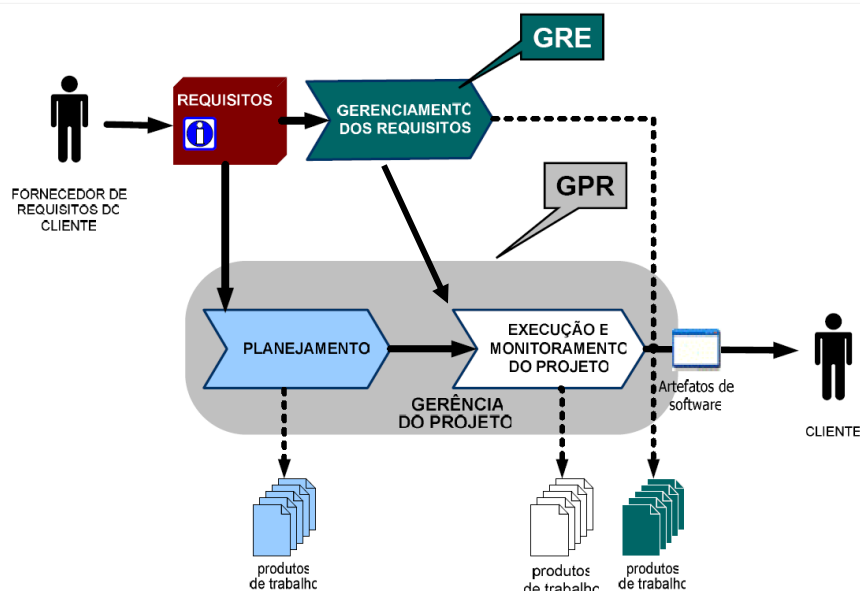 GRE
REQUISITOS
GERENCIAMENTO
DOS REQUISITOS
FORNECEDOR DE
REQUISITOS DO
CLIENTE
GPR
PLANEJAMENTO
EXECUÇÃO E
MONITORAMENTO
DO PROJETO
GERÊNCIA
DO PROJETO
Artefatos de
software
CLIENTE
produtos
de trabalho
produtos
de trabalho
produtos
de trabalho